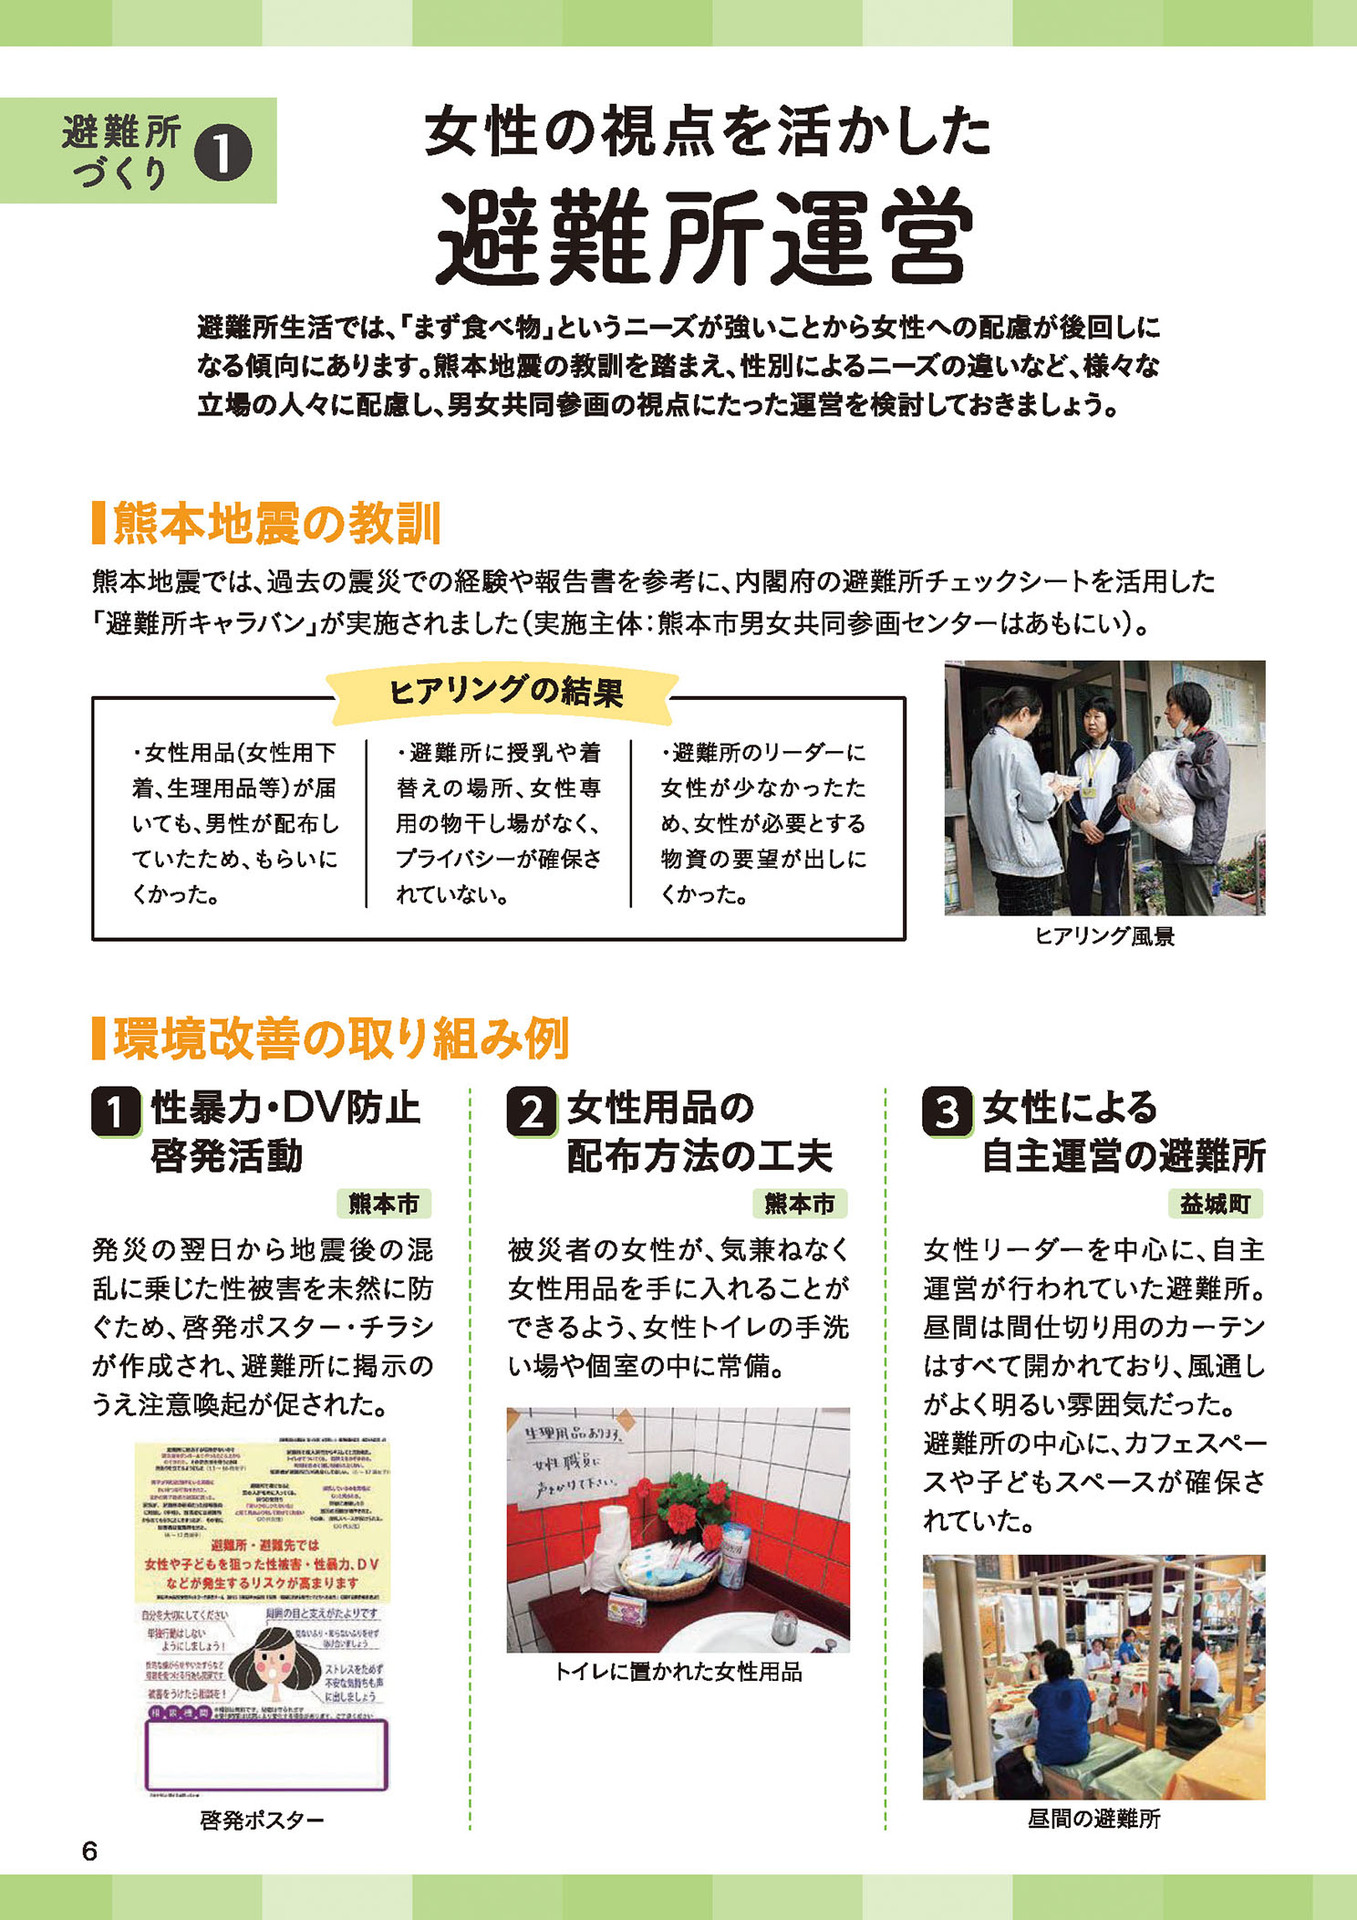 避難所
づくり
1
女性の視点を活かした
避難所運営
避難所生活では、「まず食べ物」というニーズが強いことから女性への配慮が後回しに
なる傾向にあります。熊本地震の教訓を踏まえ、性別によるニーズの違いなど、様々な
立場の人々に配慮し、男女共同参画の視点にたった運営を検討しておきましょう。
熊本地震の教訓
熊本地震では、過去の震災での経験や報告書を参考に、内閣府の避難所チェックシートを活用した
「避難所キャラバン」が実施されました（実施主体：熊本市男女共同参画センターはあもにい）。
ヒアリングの結果
・女性用品(女性用下
着、生理用品等)が届
いても、男性が配布し
ていたため、もらいに
くかった。
・避難所に授乳や着
替えの場所、女性専
用の物干し場がなく、
プライバシーが確保さ
れていない。
・避難所のリーダーに
女性が少なかったた
め、女性が必要とする
物資の要望が出しに
くかった。
ヒアリング風景
環境改善の取り組み例
1 性暴力・DV防止
啓発活動
熊本市
発災の翌日から地震後の混
乱に乗じた性被害を未然に防
ぐため、啓発ポスター・チラシ
が作成され、避難所に掲示の
うえ注意喚起が促された。
避難所・避難先では
女性や子どもを狙った性被害・性暴力、DV
などが発生するリスクが高まります
自分を大切にしてください
周囲の目と支えがたよりです
単独行動はしない
ようにしましょう！
見ないふり・知らないふりをせず
助け合いましょう
ストレスをためず
不安な気持ちも声
に出しましょう
被害をうけたら相談を！
相談機関
啓発ポスター
2 女性用品の
配布方法の工夫
熊本市
被災者の女性が、気兼ねなく
女性用品を手に入れることが
できるよう、女性トイレの手洗
い場や個室の中に常備。
生理用品あります。
女性職員に
声をかけて下さい。
トイレに置かれた女性用品
3 女性による
自主運営の避難所
益城町
女性リーダーを中心に、自主
運営が行われていた避難所。
昼間は間仕切り用のカーテン
はすべて開かれており、風通し
がよく明るい雰囲気だった。
避難所の中心に、カフェスペー
スや子どもスペースが確保さ
れていた。
昼間の避難所
6